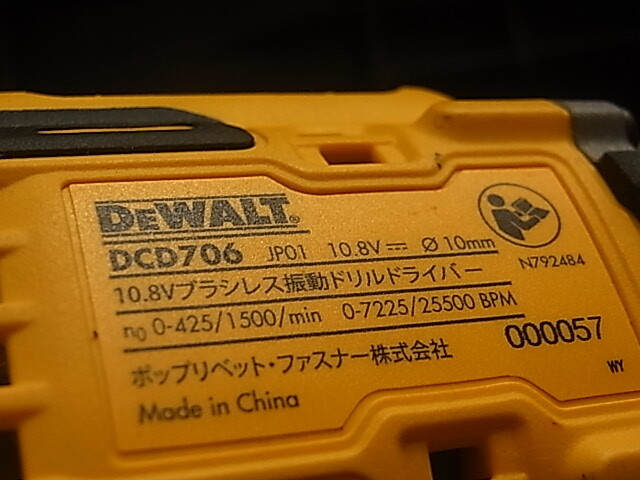 DEWALT®
DCD706 JP01 10.8V ⎓ Ø 10mm
N792484
10.8Vブラシレス振動ドリルドライバー
n0 0-425/1500/min 0-7225/25500 BPM
ポップリベット・ファスナー株式会社 000057
Made in China WY